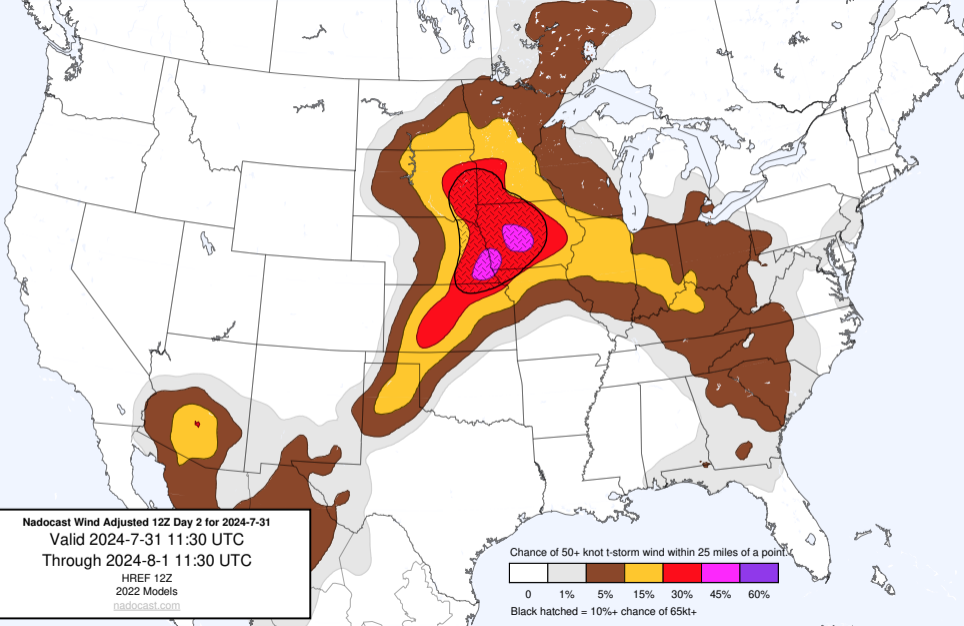 Nadocast Wind Adjusted 12Z Day 2 for 2024-7-31
Valid 2024-7-31 11:30 UTC
Through 2024-8-1 11:30 UTC
HREF 12Z
2022 Models
nadocast.com
Chance of 50+ knot t-storm wind within 25 miles of a point.
0 1% 5% 15% 30% 45% 60%
Black hatched = 10%+ chance of 65kt+